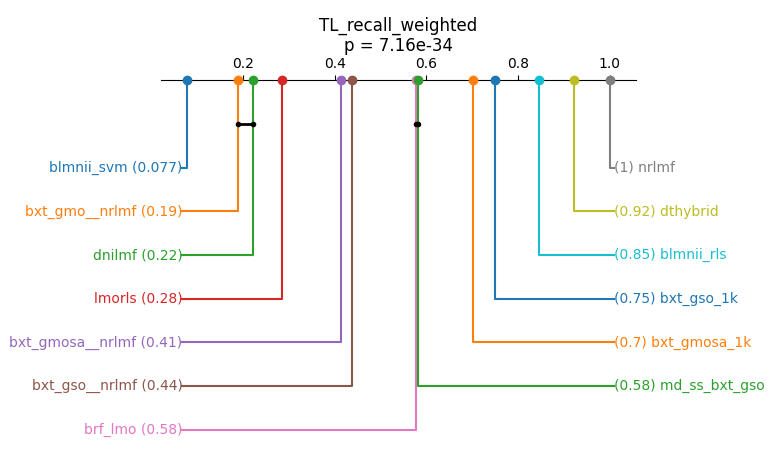 TL_recall_weighted
p = 7.16e-34
0.2 0.4 0.6 0.8 1.0
blmnii_svm (0.077) (1) nrlmf
bxt_gmo__nrlmf (0.19) (0.92) dthybrid
dnilmf (0.22) (0.85) blmnii_rls
lmorls (0.28) (0.75) bxt_gso_1k
bxt_gmosa__nrlmf (0.41) (0.7) bxt_gmosa_1k
bxt_gso__nrlmf (0.44) (0.58) md_ss_bxt_gso
brf_lmo (0.58)